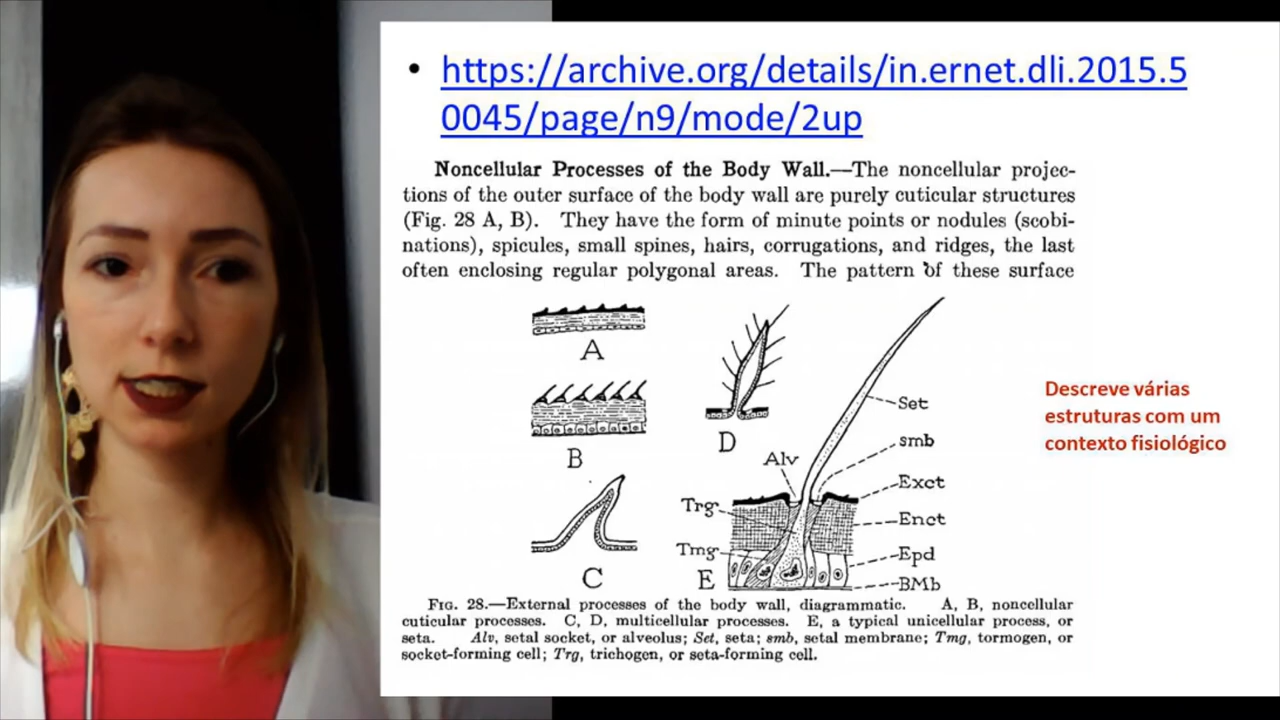 • https://archive.org/details/in.ernet.dli.2015.5
0045/page/n9/mode/2up
Noncellular Processes of the Body Wall.—The noncellular projec-
tions of the outer surface of the body wall are purely cuticular structures
(Fig. 28 A, B). They have the form of minute points or nodules (scobi-
nations), spicules, small spines, hairs, corrugations, and ridges, the last
often enclosing regular polygonal areas. The pattern of these surface
A
B
C
D
Set
smb
Alv
Exct
Trg
Enct
Tmg
Epd
E
BMb
Descreve várias
estruturas com um
contexto fisiológico
Fig. 28.—External processes of the body wall, diagrammatic. A, B, noncellular
cuticular processes. C, D, multicellular processes. E, a typical unicellular process, or
seta. Alv, setal socket, or alveolus; Set, seta; smb, setal membrane; Tmg, tormogen, or
socket-forming cell; Trg, trichogen, or seta-forming cell.